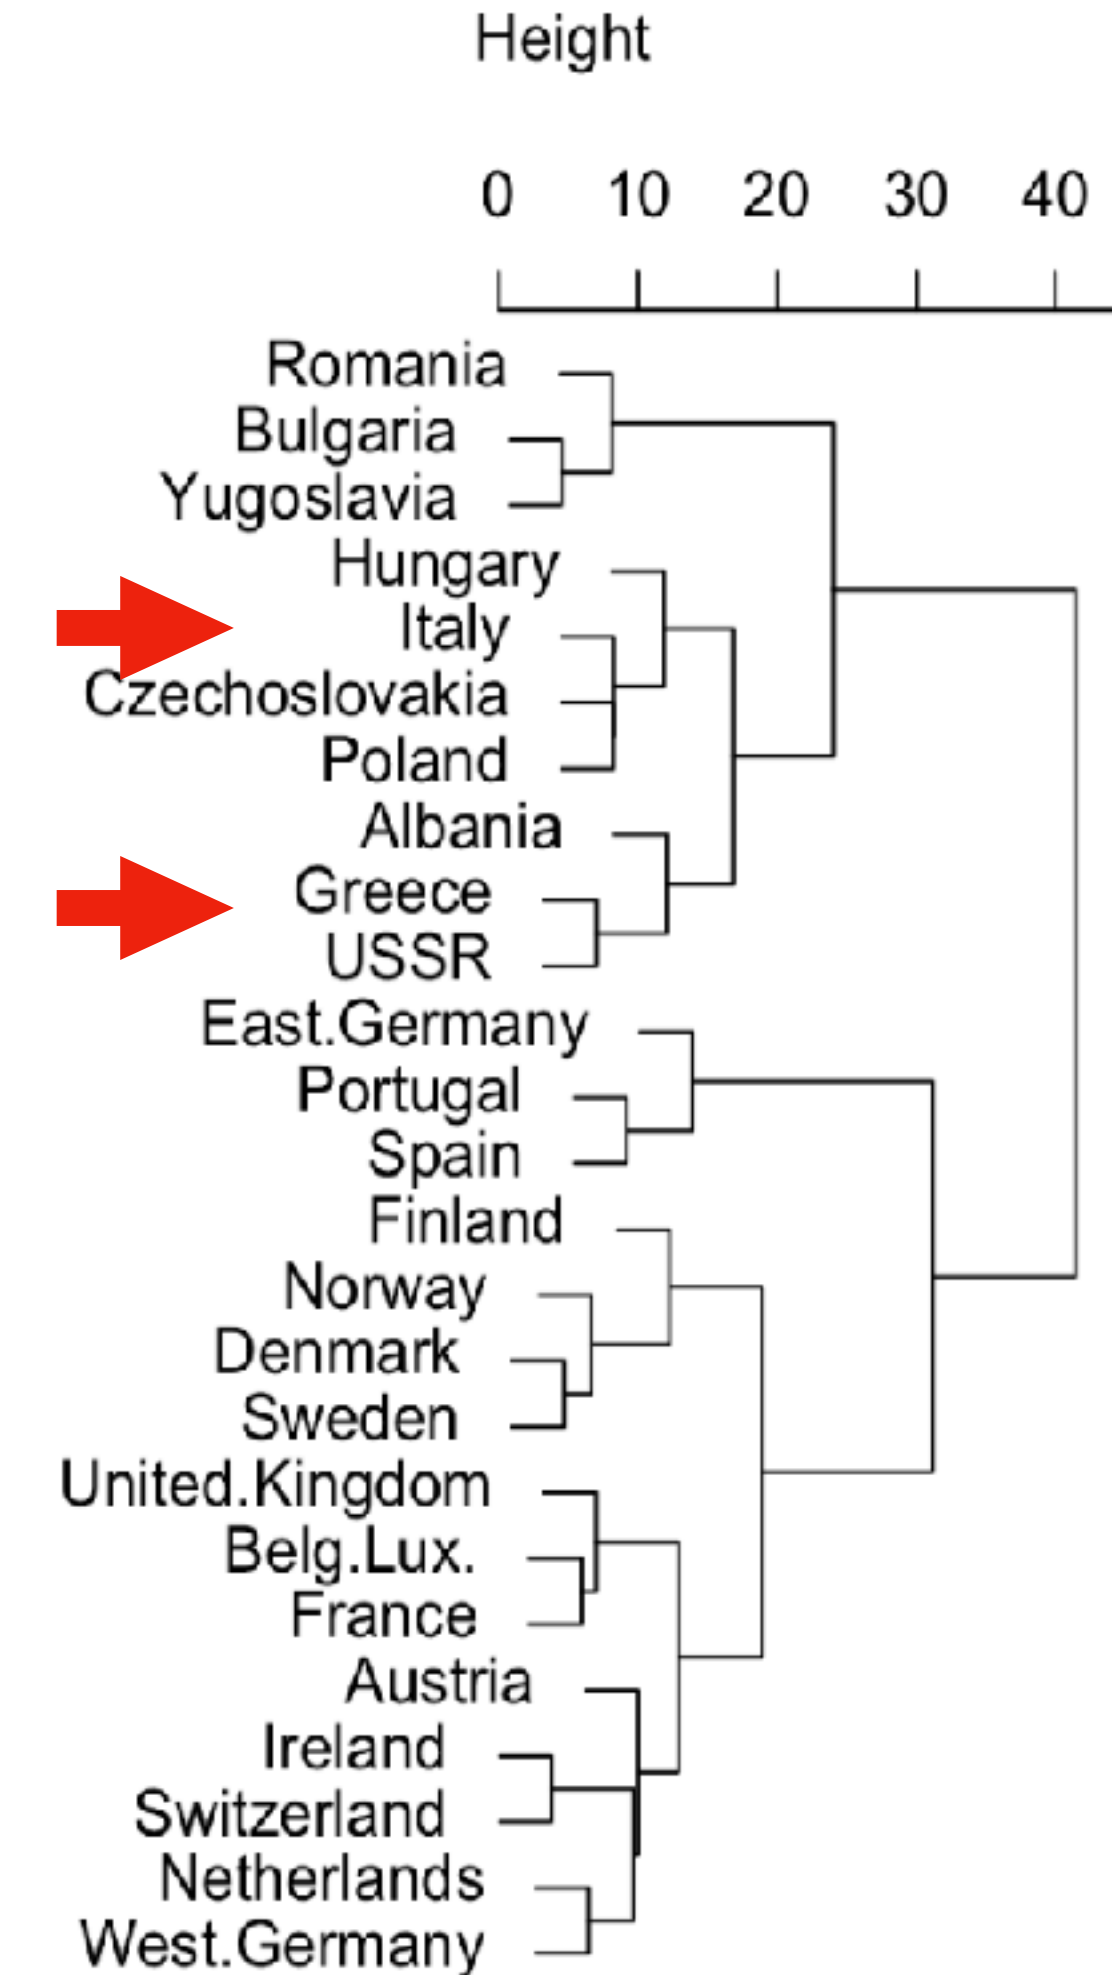 Height
0 10 20 30 40
Romania
Bulgaria
Yugoslavia
Hungary
Italy
Czechoslovakia
Poland
Albania
Greece
USSR
East.Germany
Portugal
Spain
Finland
Norway
Denmark
Sweden
United.Kingdom
Belg.Lux.
France
Austria
Ireland
Switzerland
Netherlands
West.Germany